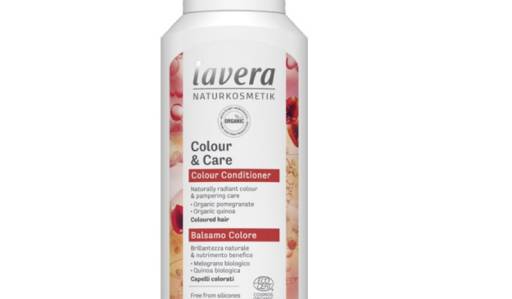 lavera
NATURKOSMETIK
ORGANIC
Colour
& Care
Colour Conditioner
Naturally radiant colour
& pampering care
• Organic pomegranate
• Organic quinoa
Coloured hair
Balsamo Colore
Brillantezza naturale
& nutrimento benefico
• Melograno biologico
• Quinoa biologica
Capelli colorati
Free from silicones
COSMOS